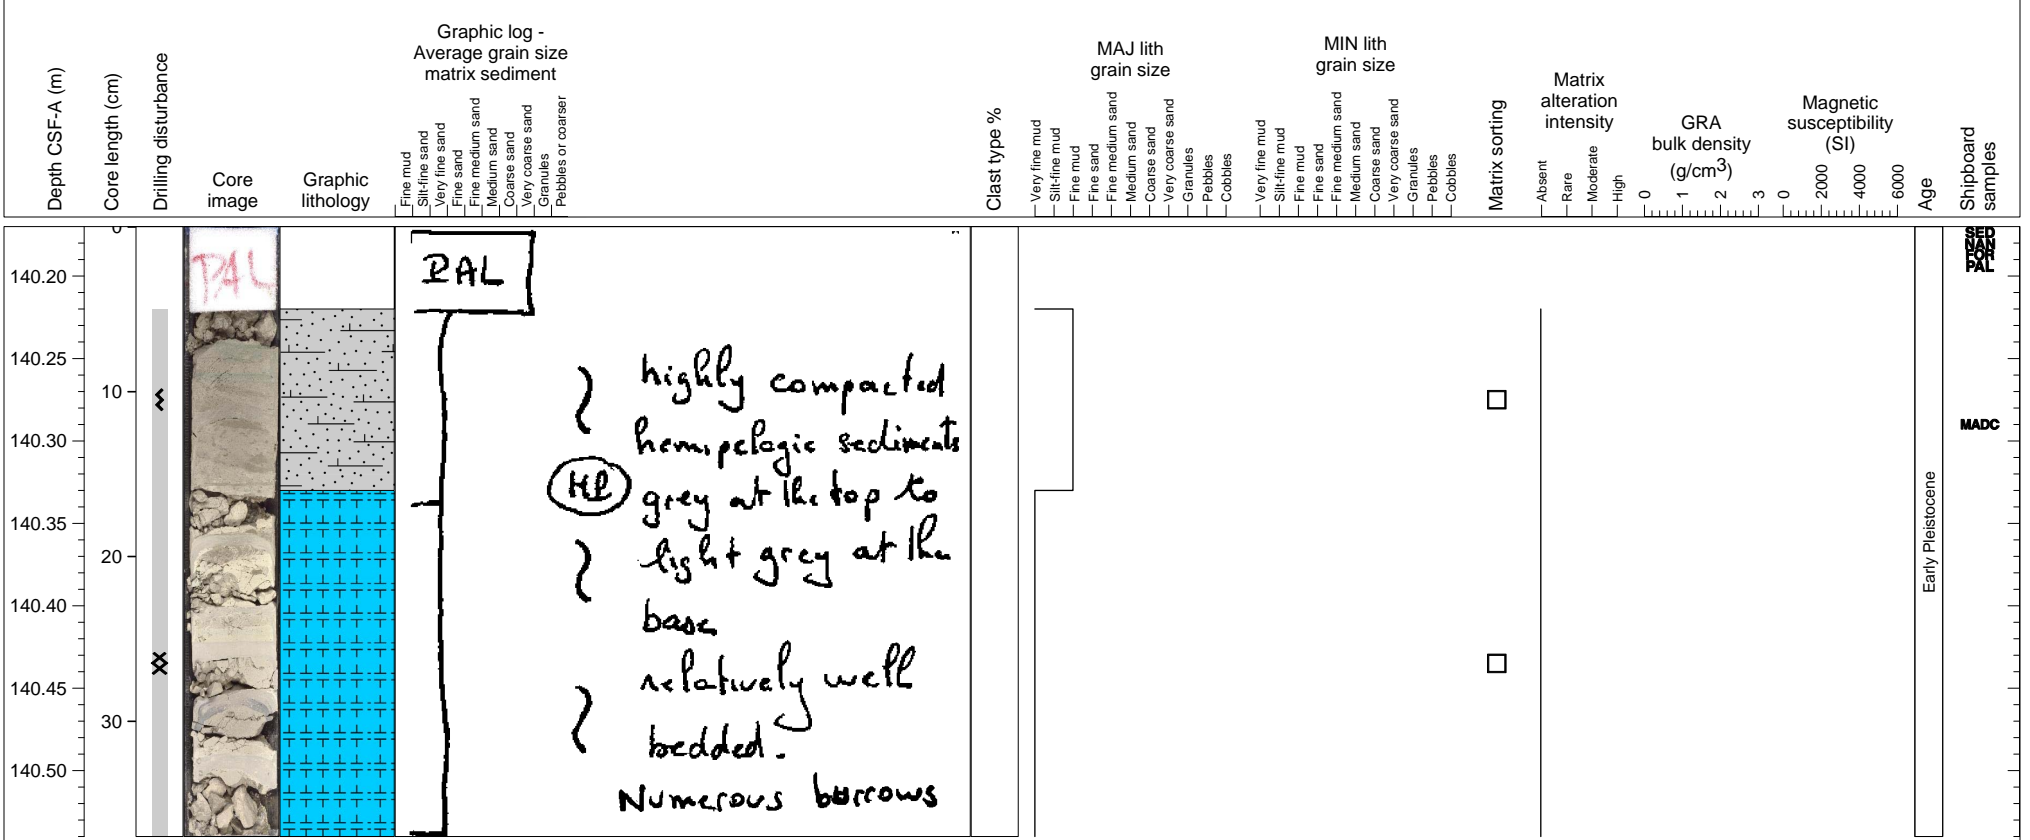 Depth CSF-A (m)
Core length (cm)
Drilling disturbance
Core
image
Graphic
lithology
Graphic log -
Average grain size
matrix sediment
Fine mud
Silt-fine sand
Very fine sand
Fine sand
Fine medium sand
Medium sand
Coarse sand
Very coarse sand
Granules
Pebbles or coarser
Clast type %
MAJ lith
grain size
Very fine mud
Silt-fine mud
Fine mud
Fine sand
Fine medium sand
Medium sand
Coarse sand
Very coarse sand
Granules
Pebbles
Cobbles
MIN lith
grain size
Very fine mud
Silt-fine mud
Fine mud
Fine sand
Fine medium sand
Medium sand
Coarse sand
Very coarse sand
Granules
Pebbles
Cobbles
Matrix sorting
Matrix
alteration
intensity
Absent
Rare
Moderate
High
GRA
bulk density
(g/cm3)
0 1 2 3
Magnetic
susceptibility
(SI)
0 2000 4000 6000
Age
Shipboard
samples
140.20
140.25
140.30
140.35
140.40
140.45
140.50
0
10
20
30
PAL
PAL
highly compacted
hemipelagic sediments
HP
grey at the top to
light grey at the
base
relatively well
bedded.
Numerous burrows
Early Pleistocene
SED
NAN
FOR
PAL
MADC